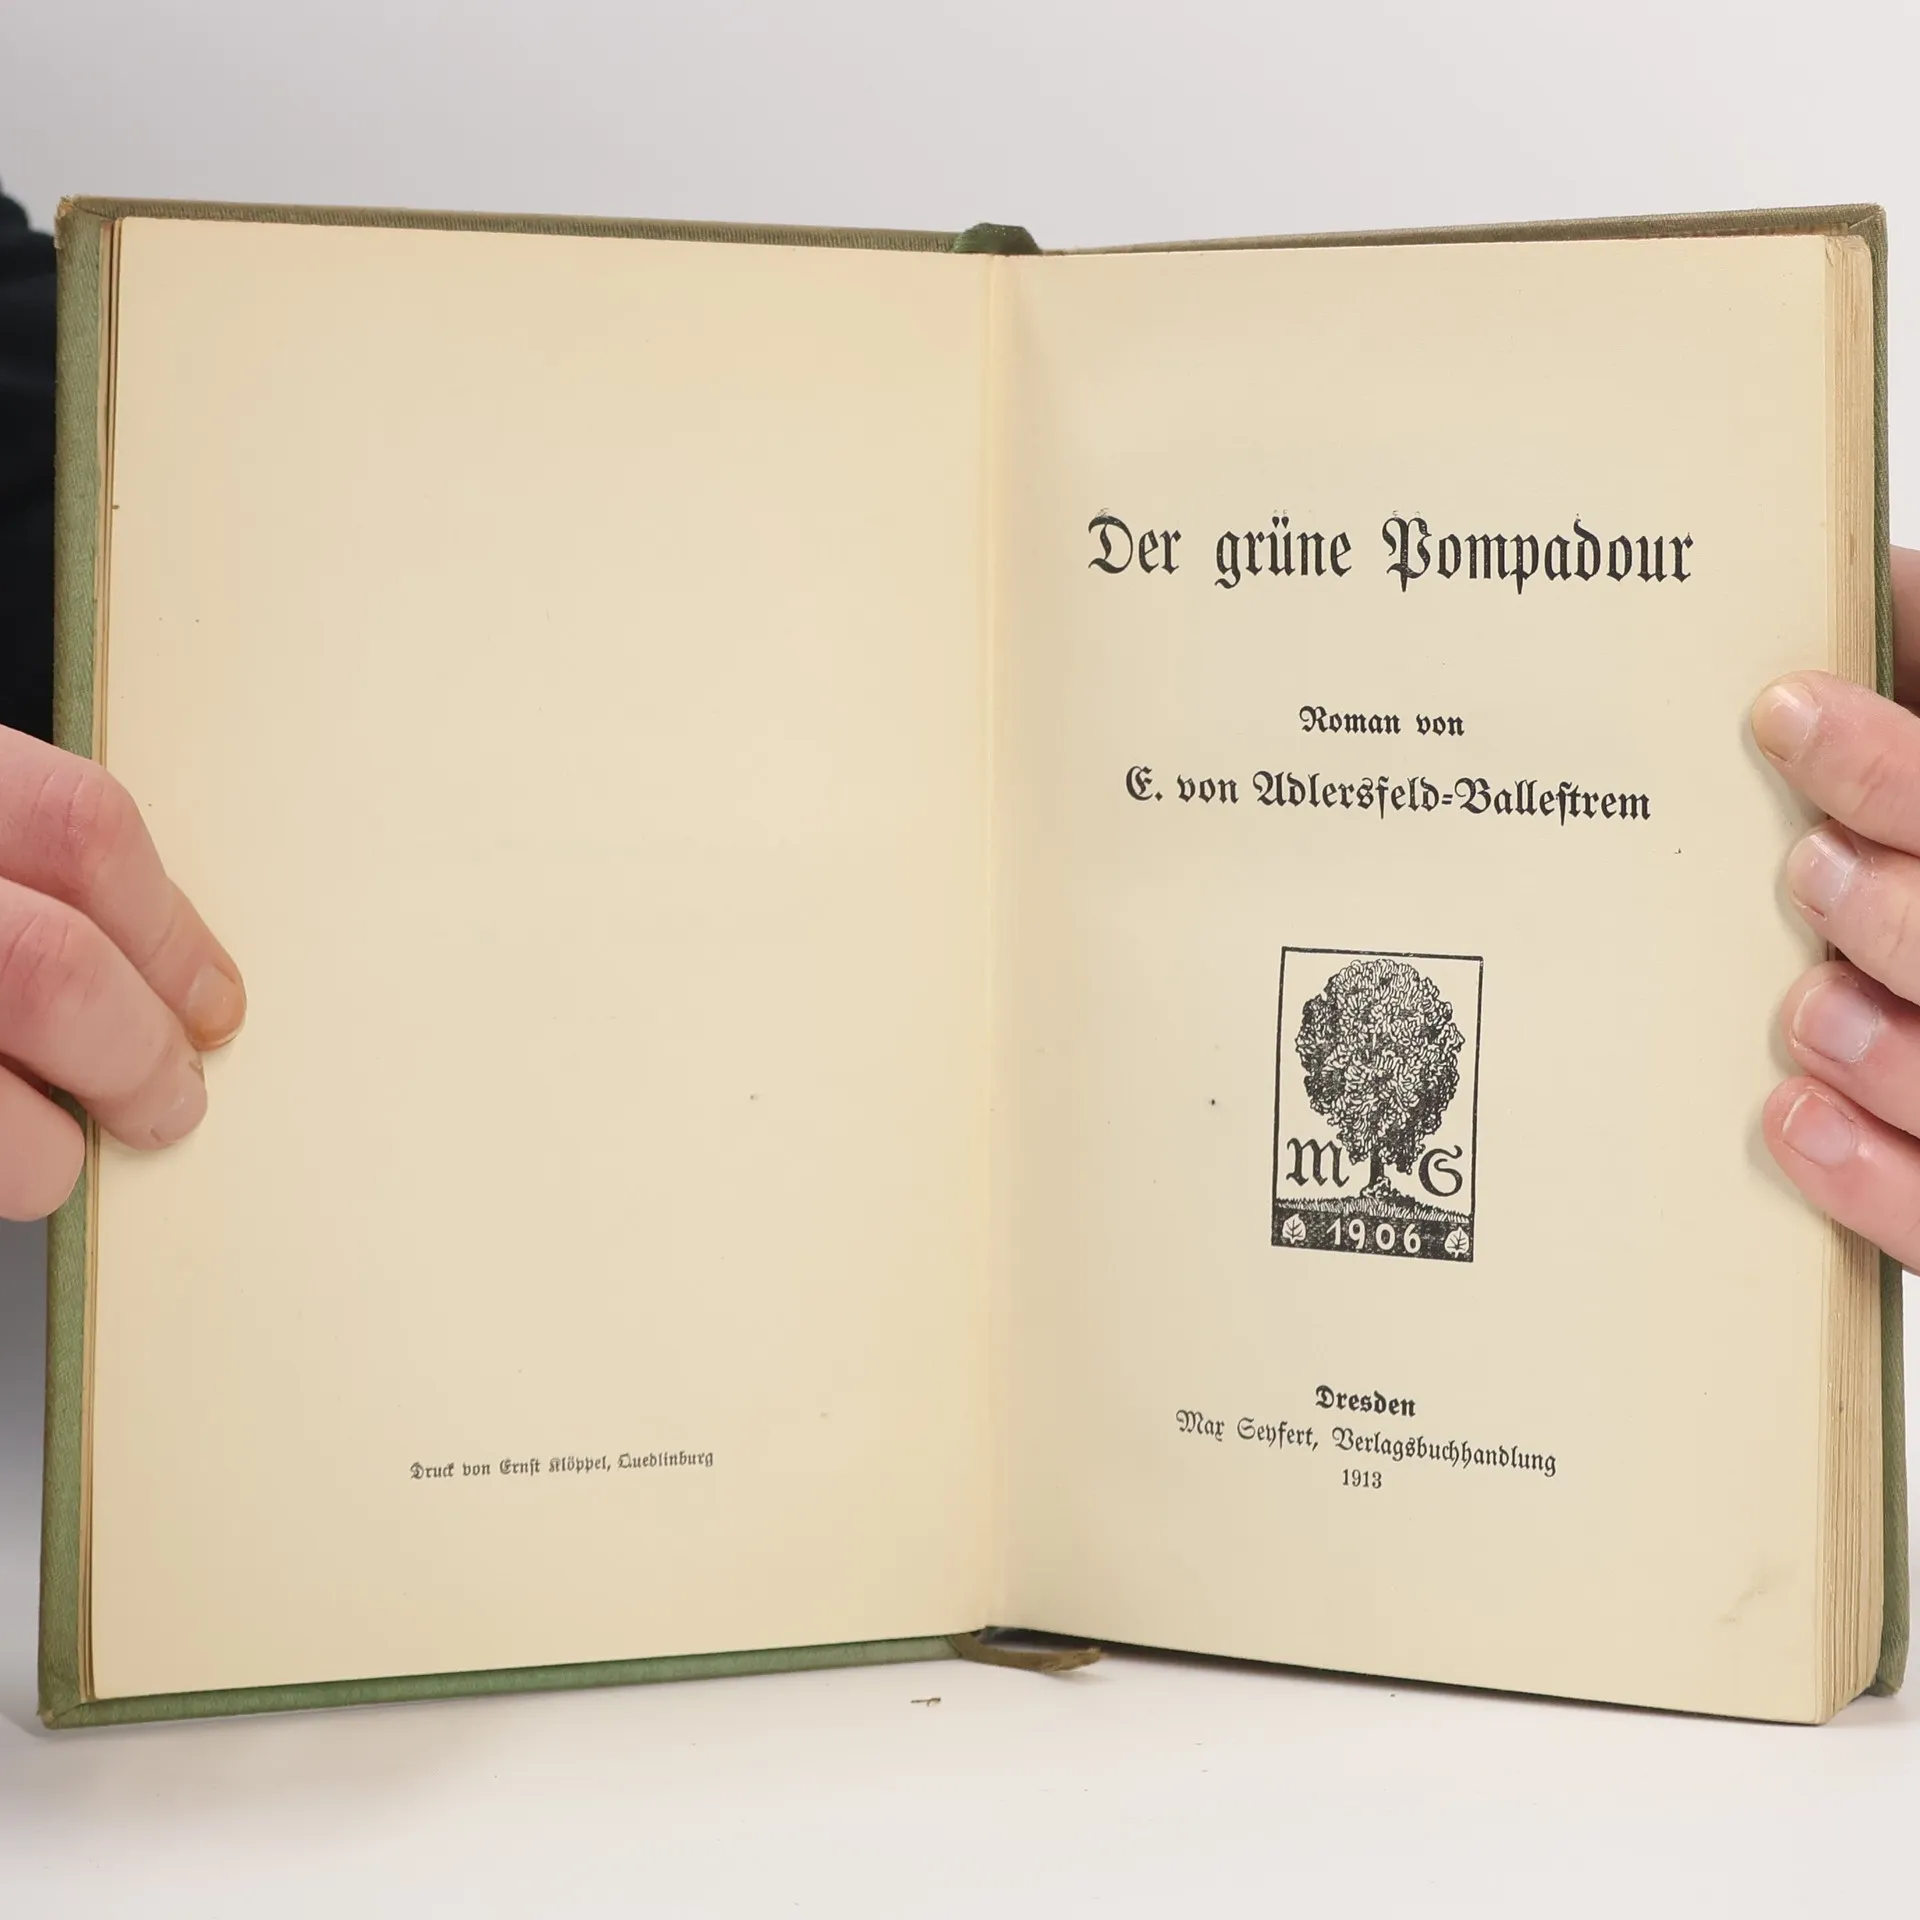 Druck von Ernst Klöppel, Quedlinburg
Der grüne Pompadour
Roman von
E. von Adlersfeld-Ballestrem
M S
1906
Dresden
Max Seyfert, Verlagsbuchhandlung
1913